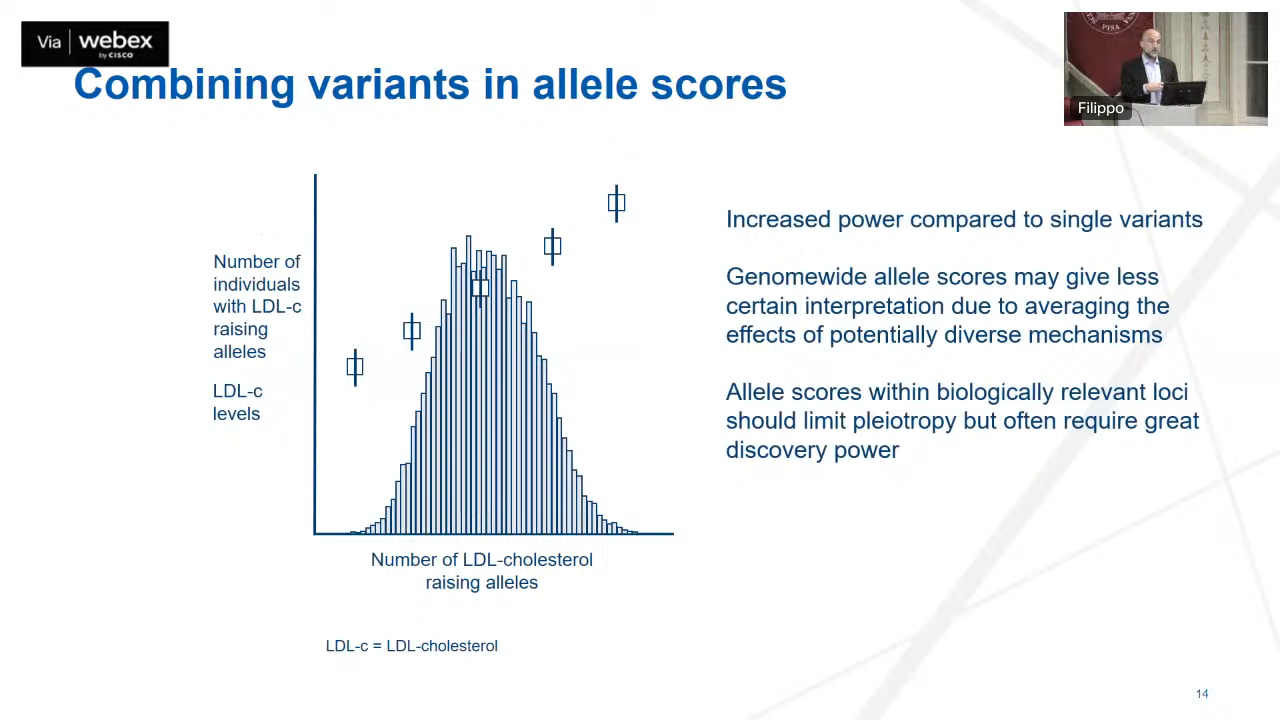 Via webex
by CISCO
Combining variants in allele scores
PISA
Filippo
Number of
individuals
with LDL-c
raising
alleles
LDL-c
levels
Number of LDL-cholesterol
raising alleles
LDL-c = LDL-cholesterol
Increased power compared to single variants
Genomewide allele scores may give less
certain interpretation due to averaging the
effects of potentially diverse mechanisms
Allele scores within biologically relevant loci
should limit pleiotropy but often require great
discovery power
14